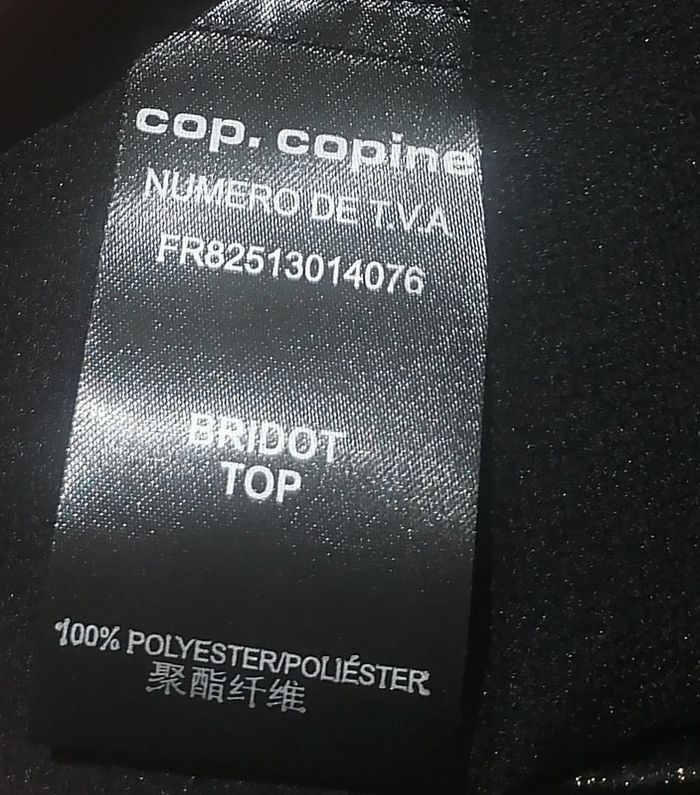 cop. copine
NUMERO DE T.V.A
FR82513014076
BRIDOT
TOP
100% POLYESTER/POLIÉSTER
聚酯纤维